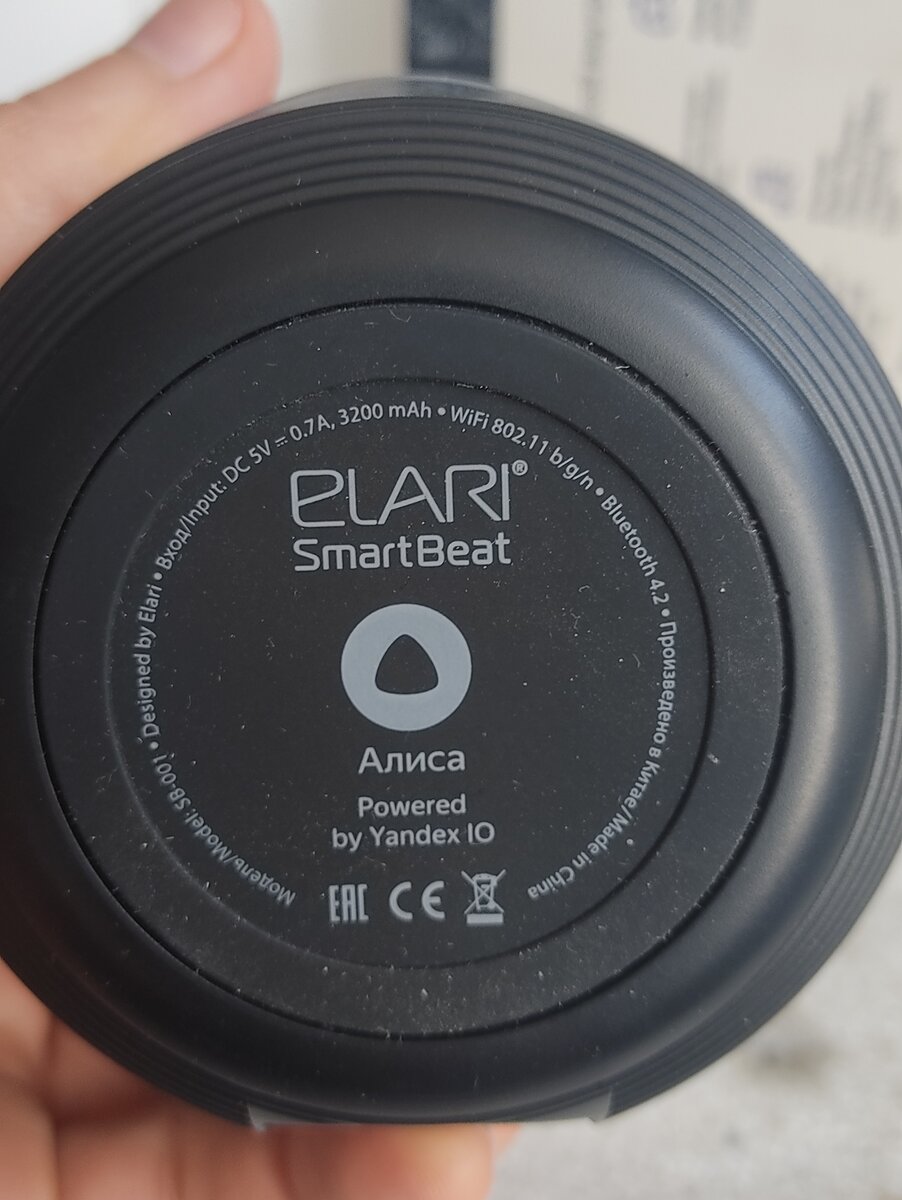 Модель/Model: SB-001 • Designed by Elari • Вход/Input: DC 5V ⎓ 0.7A, 3200 mAh • WiFi 802.11 b/g/n • Bluetooth 4.2 • Произведено в Китае/Made in China
ELARI®
SmartBeat
Алиса
Powered
by Yandex IO
EAC CE